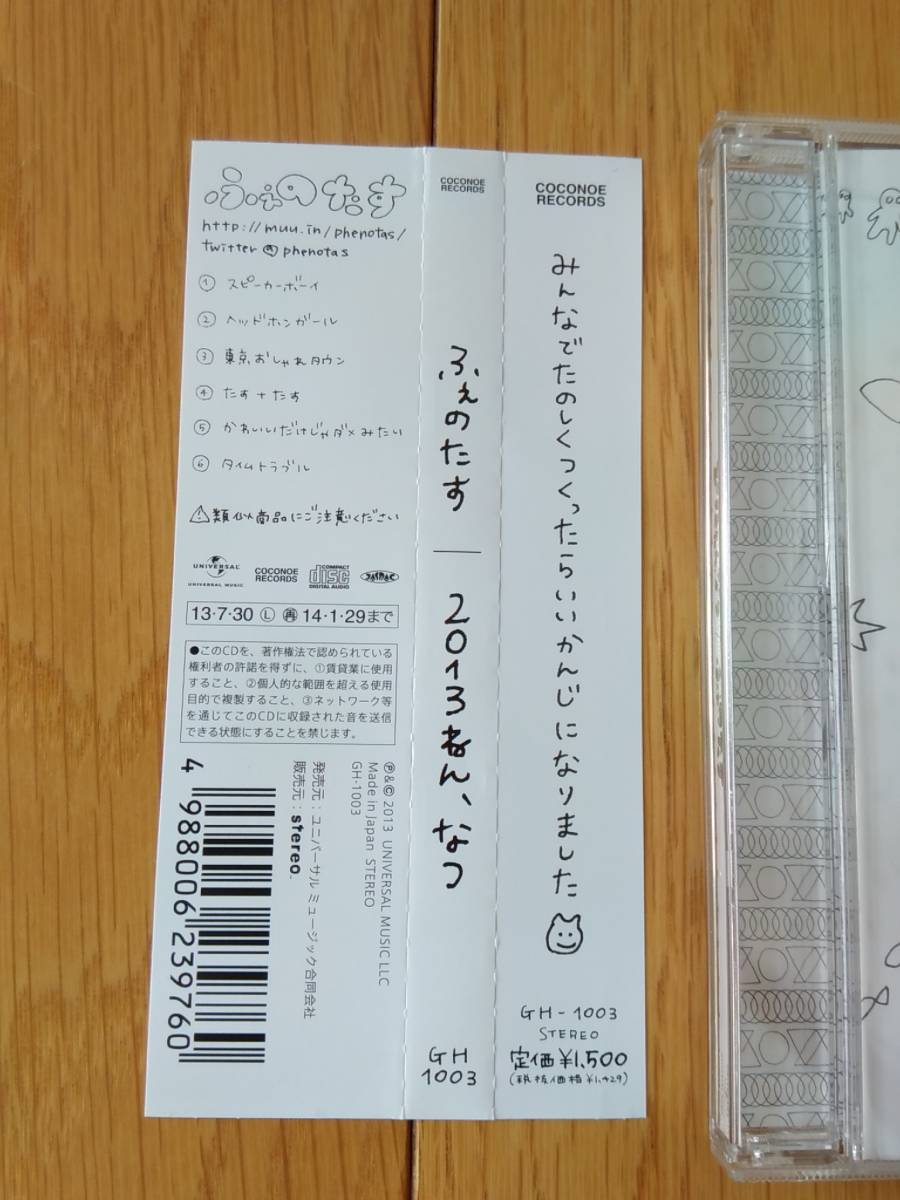 ふぇのたす
http://muu.in/phenotas/
twitter @phenotas
① スピーカーボーイ
② ヘッドホンガール
③ 東京おしゃれタウン
④ たす+たす
⑤ かわいいだけじゃダメみたい
⑥ タイムトラブル
⚠類似商品にご注意ください
UNIVERSAL
UNIVERSAL MUSIC
COCONOE
RECORDS
COMPACT
disc
DIGITAL AUDIO
JASRAC
13・7・30 Ⓛ ㊢ 14・1・29まで
●このCDを、著作権法で認められている
権利者の許諾を得ずに、①賃貸業に使用
すること、②個人的な範囲を超える使用
目的で複製すること、③ネットワーク等
を通じてこのCDに収録された音を送信
できる状態にすることを禁じます。
Ⓟ&© 2013 UNIVERSAL MUSIC LLC
Made in Japan STEREO
GH-1003
発売元：ユニバーサル ミュージック合同会社
販売元：stereo.
4 988006 239760
COCONOE
RECORDS
ふぇのたす
2013ねん、なつ
GH
1003
COCONOE
RECORDS
みんなでたのしくつくったらいいかんじになりました
GH-1003
STEREO
定価¥1,500
(税抜価格¥1,429)